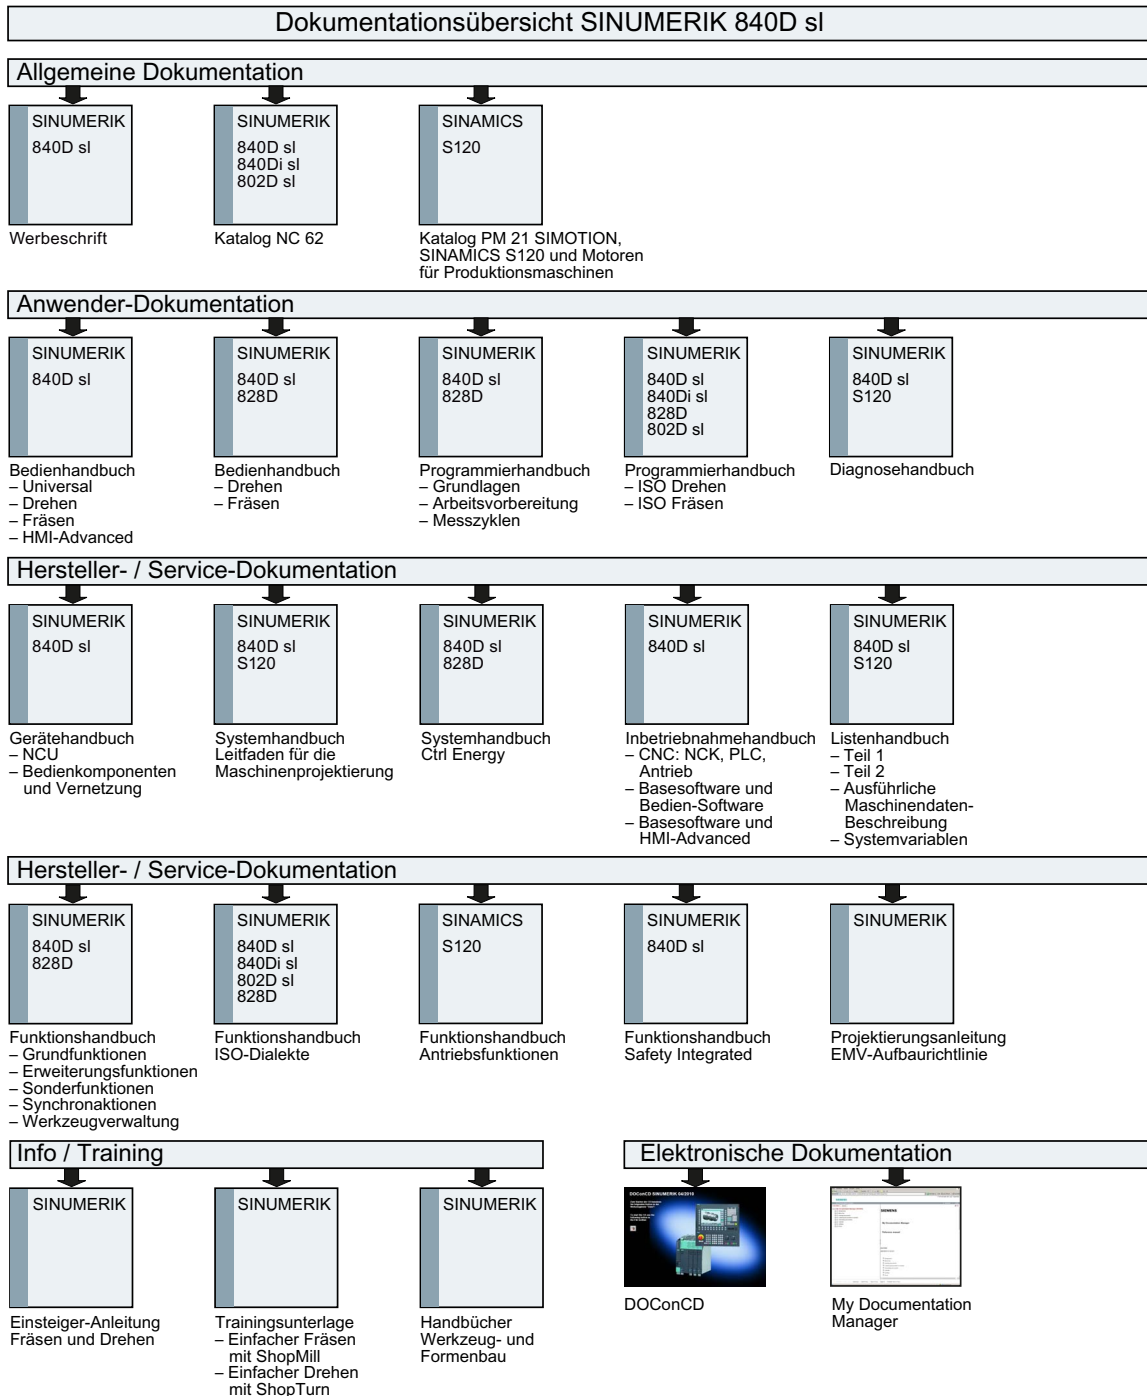 Dokumentationsübersicht SINUMERIK 840D sl
Allgemeine Dokumentation
SINUMERIK
840D sl
Werbeschrift
SINUMERIK
840D sl
840Di sl
802D sl
Katalog NC 62
SINAMICS
S120
Katalog PM 21 SIMOTION,
SINAMICS S120 und Motoren
für Produktionsmaschinen
Anwender-Dokumentation
SINUMERIK
840D sl
Bedienhandbuch
– Universal
– Drehen
– Fräsen
– HMI-Advanced
SINUMERIK
840D sl
828D
Bedienhandbuch
– Drehen
– Fräsen
SINUMERIK
840D sl
828D
Programmierhandbuch
– Grundlagen
– Arbeitsvorbereitung
– Messzyklen
SINUMERIK
840D sl
840Di sl
828D
802D sl
Programmierhandbuch
– ISO Drehen
– ISO Fräsen
SINUMERIK
840D sl
S120
Diagnosehandbuch
Hersteller- / Service-Dokumentation
SINUMERIK
840D sl
Gerätehandbuch
– NCU
– Bedienkomponenten
und Vernetzung
SINUMERIK
840D sl
S120
Systemhandbuch
Leitfaden für die
Maschinenprojektierung
SINUMERIK
840D sl
828D
Systemhandbuch
Ctrl Energy
SINUMERIK
840D sl
Inbetriebnahmehandbuch
– CNC: NCK, PLC,
Antrieb
– Basesoftware und
Bedien-Software
– Basesoftware und
HMI-Advanced
SINUMERIK
840D sl
S120
Listenhandbuch
– Teil 1
– Teil 2
– Ausführliche
Maschinendaten-
Beschreibung
– Systemvariablen
Hersteller- / Service-Dokumentation
SINUMERIK
840D sl
828D
Funktionshandbuch
– Grundfunktionen
– Erweiterungsfunktionen
– Sonderfunktionen
– Synchronaktionen
– Werkzeugverwaltung
SINUMERIK
840D sl
840Di sl
802D sl
828D
Funktionshandbuch
ISO-Dialekte
SINAMICS
S120
Funktionshandbuch
Antriebsfunktionen
SINUMERIK
840D sl
Funktionshandbuch
Safety Integrated
SINUMERIK
Projektierungsanleitung
EMV-Aufbaurichtlinie
Info / Training
SINUMERIK
Einsteiger-Anleitung
Fräsen und Drehen
SINUMERIK
Trainingsunterlage
– Einfacher Fräsen
mit ShopMill
– Einfacher Drehen
mit ShopTurn
SINUMERIK
Handbücher
Werkzeug- und
Formenbau
Elektronische Dokumentation
DOConCD SINUMERIK 04/2010
DOConCD
SIEMENS
My Documentation
Manager